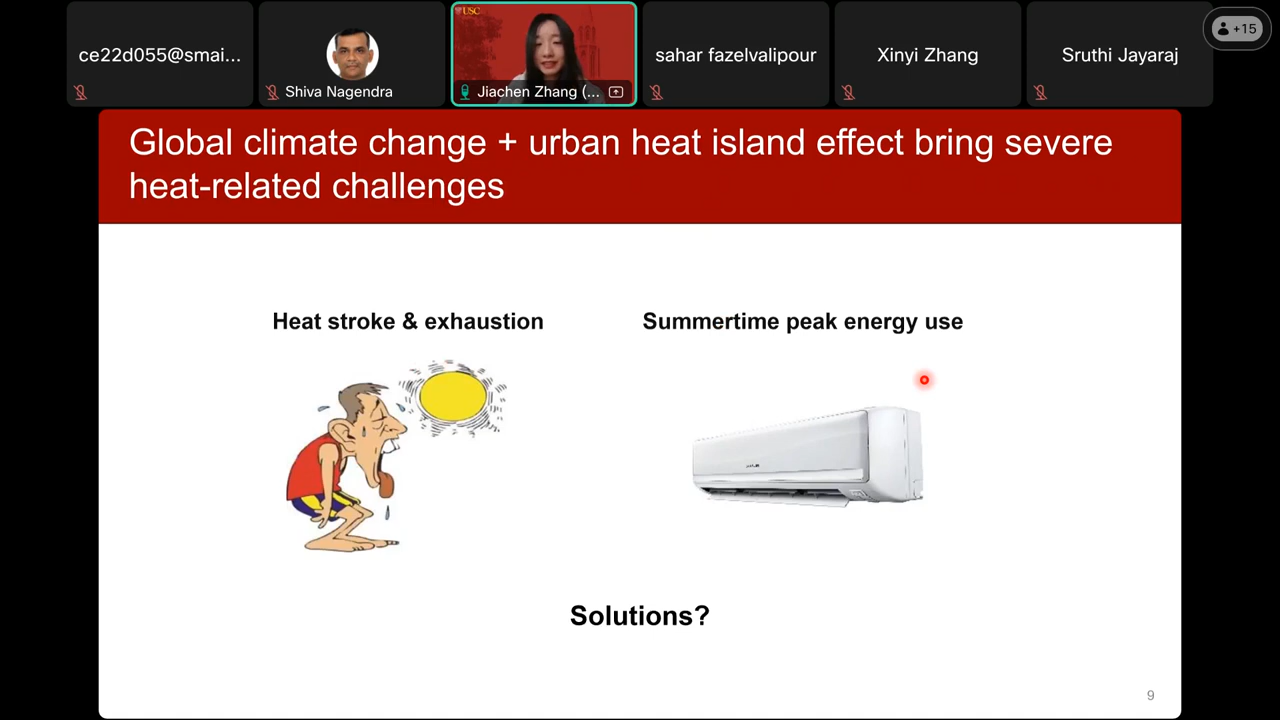 USC
ce22d055@smai...
Shiva Nagendra
Jiachen Zhang (...
sahar fazelvalipour
Xinyi Zhang
Sruthi Jayaraj
+15
Global climate change + urban heat island effect bring severe
heat-related challenges
Heat stroke & exhaustion
Summertime peak energy use
Solutions?
9